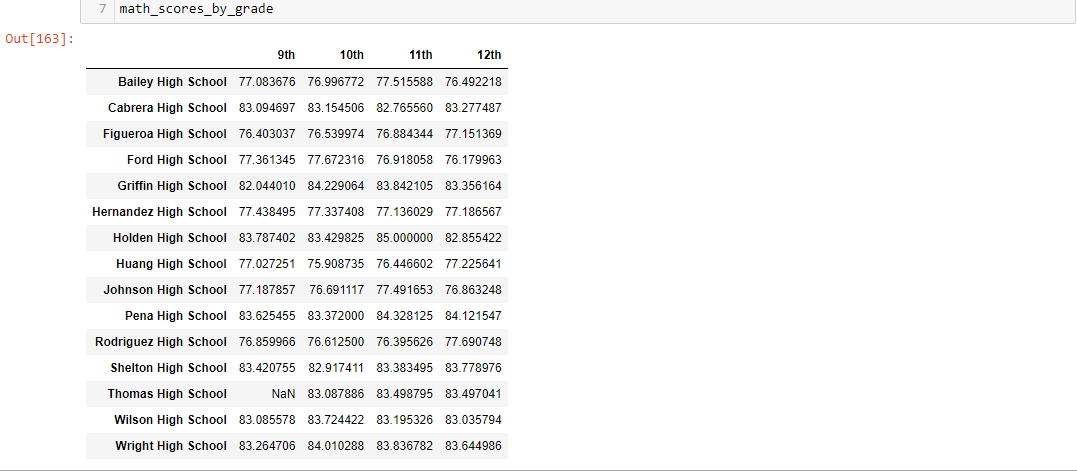 7 math_scores_by_grade
Out[163]:
9th 10th 11th 12th
Bailey High School 77.083676 76.996772 77.515588 76.492218
Cabrera High School 83.094697 83.154506 82.765560 83.277487
Figueroa High School 76.403037 76.539974 76.884344 77.151369
Ford High School 77.361345 77.672316 76.918058 76.179963
Griffin High School 82.044010 84.229064 83.842105 83.356164
Hernandez High School 77.438495 77.337408 77.136029 77.186567
Holden High School 83.787402 83.429825 85.000000 82.855422
Huang High School 77.027251 75.908735 76.446602 77.225641
Johnson High School 77.187857 76.691117 77.491653 76.863248
Pena High School 83.625455 83.372000 84.328125 84.121547
Rodriguez High School 76.859966 76.612500 76.395626 77.690748
Shelton High School 83.420755 82.917411 83.383495 83.778976
Thomas High School NaN 83.087886 83.498795 83.497041
Wilson High School 83.085578 83.724422 83.195326 83.035794
Wright High School 83.264706 84.010288 83.836782 83.644986